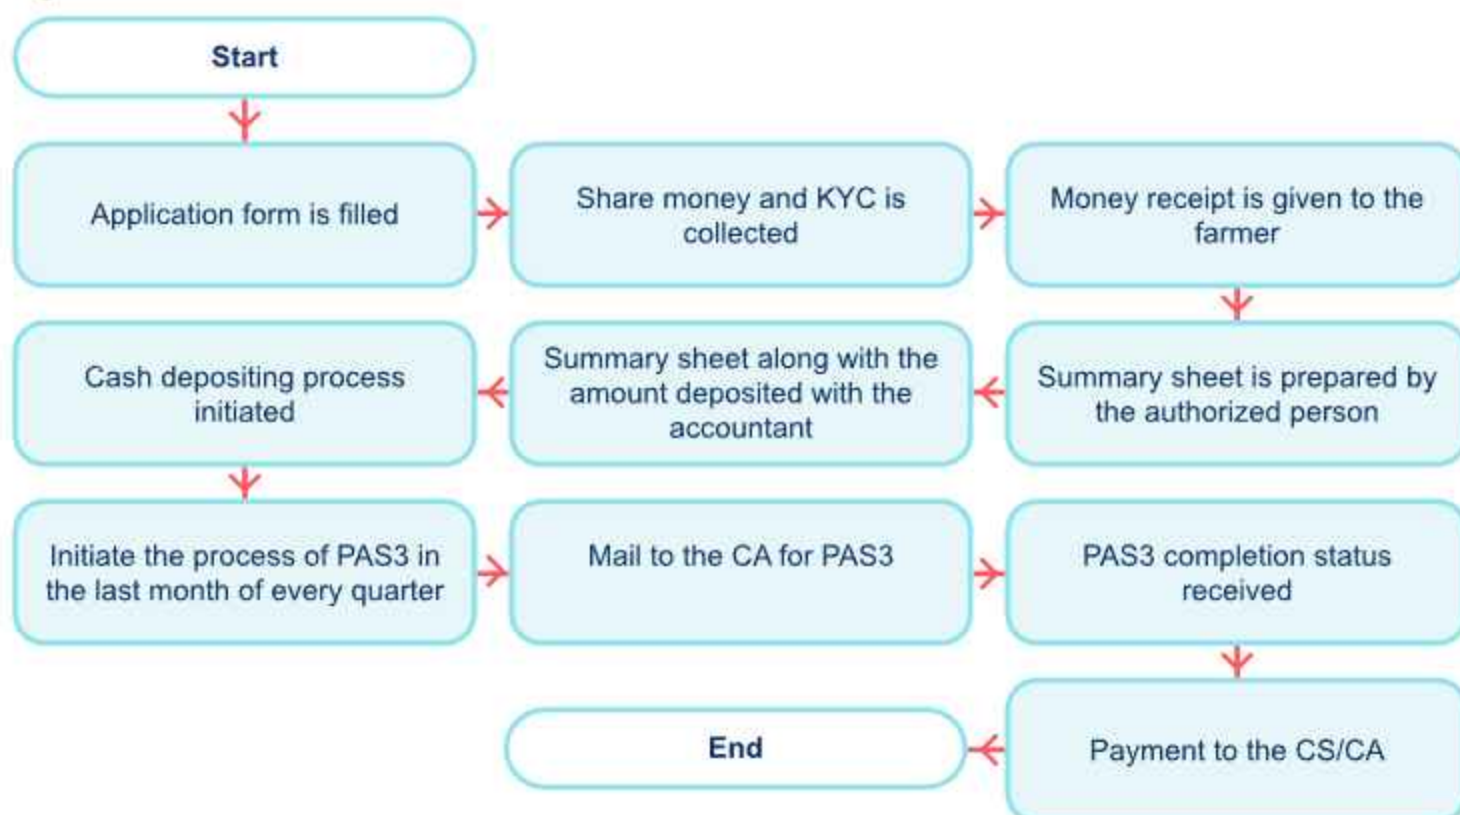 Start
Application form is filled
Share money and KYC is
collected
Money receipt is given to the
farmer
Summary sheet is prepared by
the authorized person
Summary sheet along with the
amount deposited with the
accountant
Cash depositing process
initiated
Initiate the process of PAS3 in
the last month of every quarter
Mail to the CA for PAS3
PAS3 completion status
received
Payment to the CS/CA
End